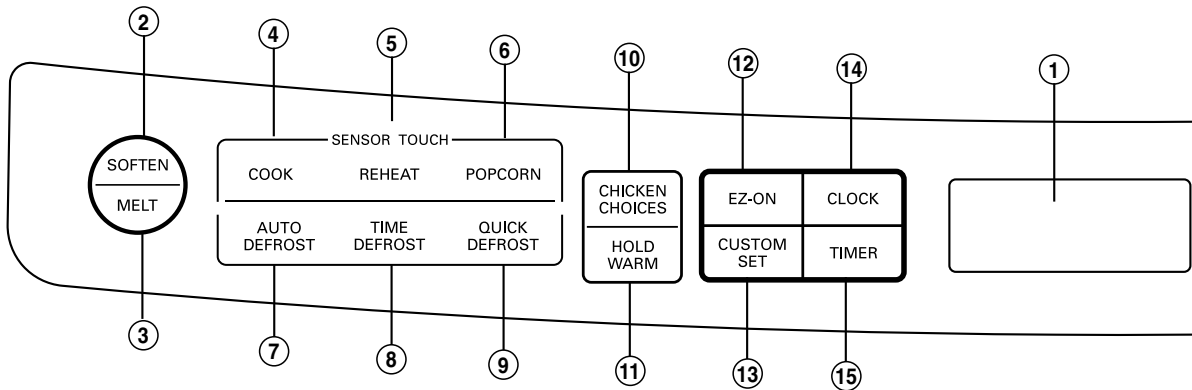 2
4
5
6
10
12
14
1
SENSOR TOUCH
SOFTEN
MELT
COOK
REHEAT
POPCORN
AUTO
DEFROST
TIME
DEFROST
QUICK
DEFROST
CHICKEN
CHOICES
HOLD
WARM
EZ-ON
CLOCK
CUSTOM
SET
TIMER
3
7
8
9
11
13
15